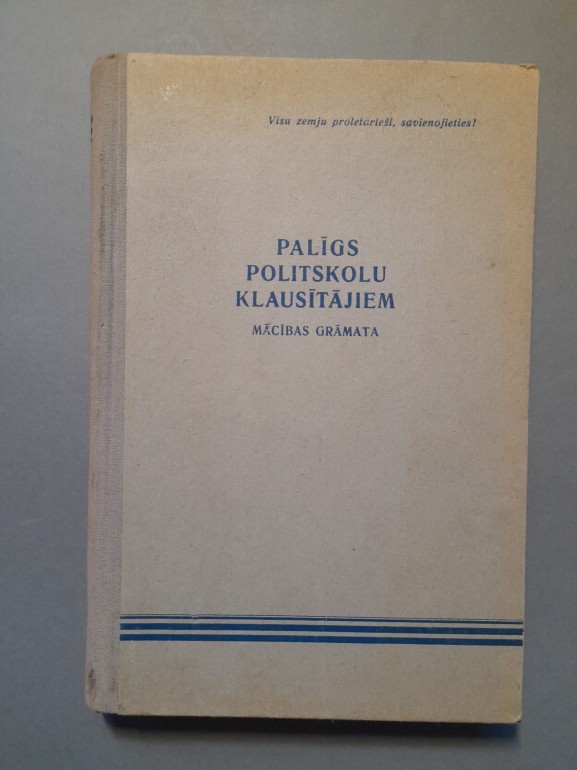 Visu zemju proletārieši, savienojieties!
PALĪGS
POLITSKOLU
KLAUSĪTĀJIEM
MĀCĪBAS GRĀMATA